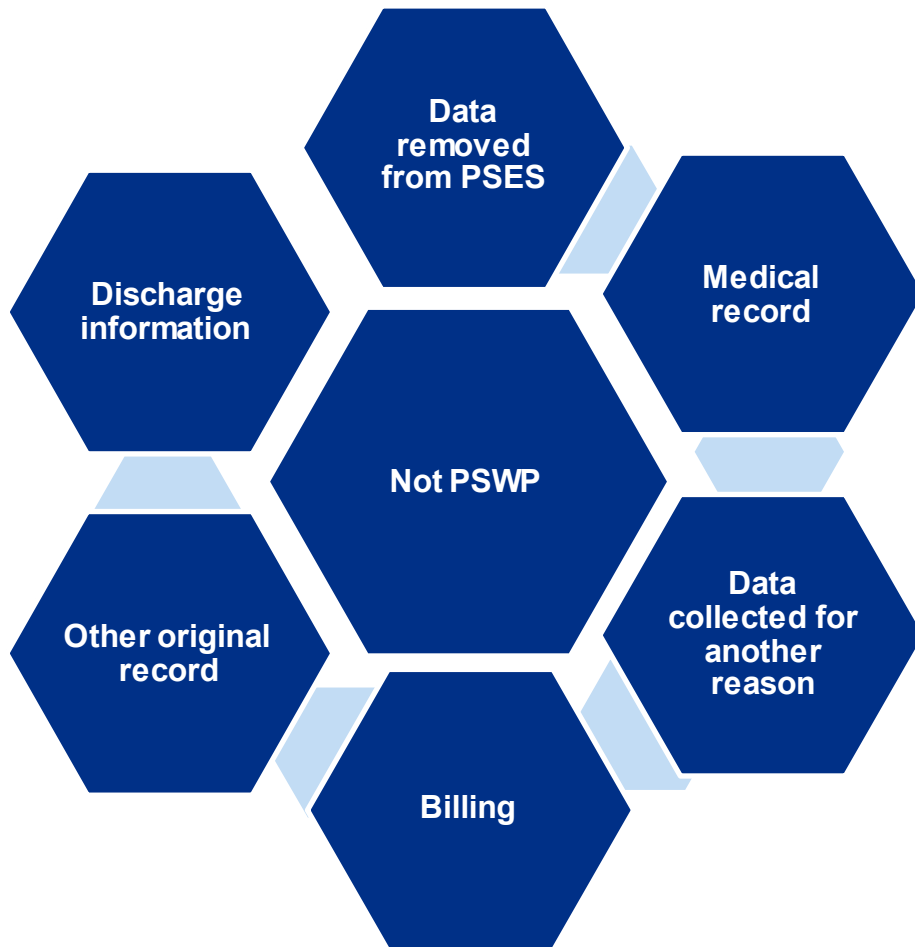 Data
removed
from PSES
Medical
record
Discharge
information
Not PSWP
Data
collected for
another
reason
Other original
record
Billing